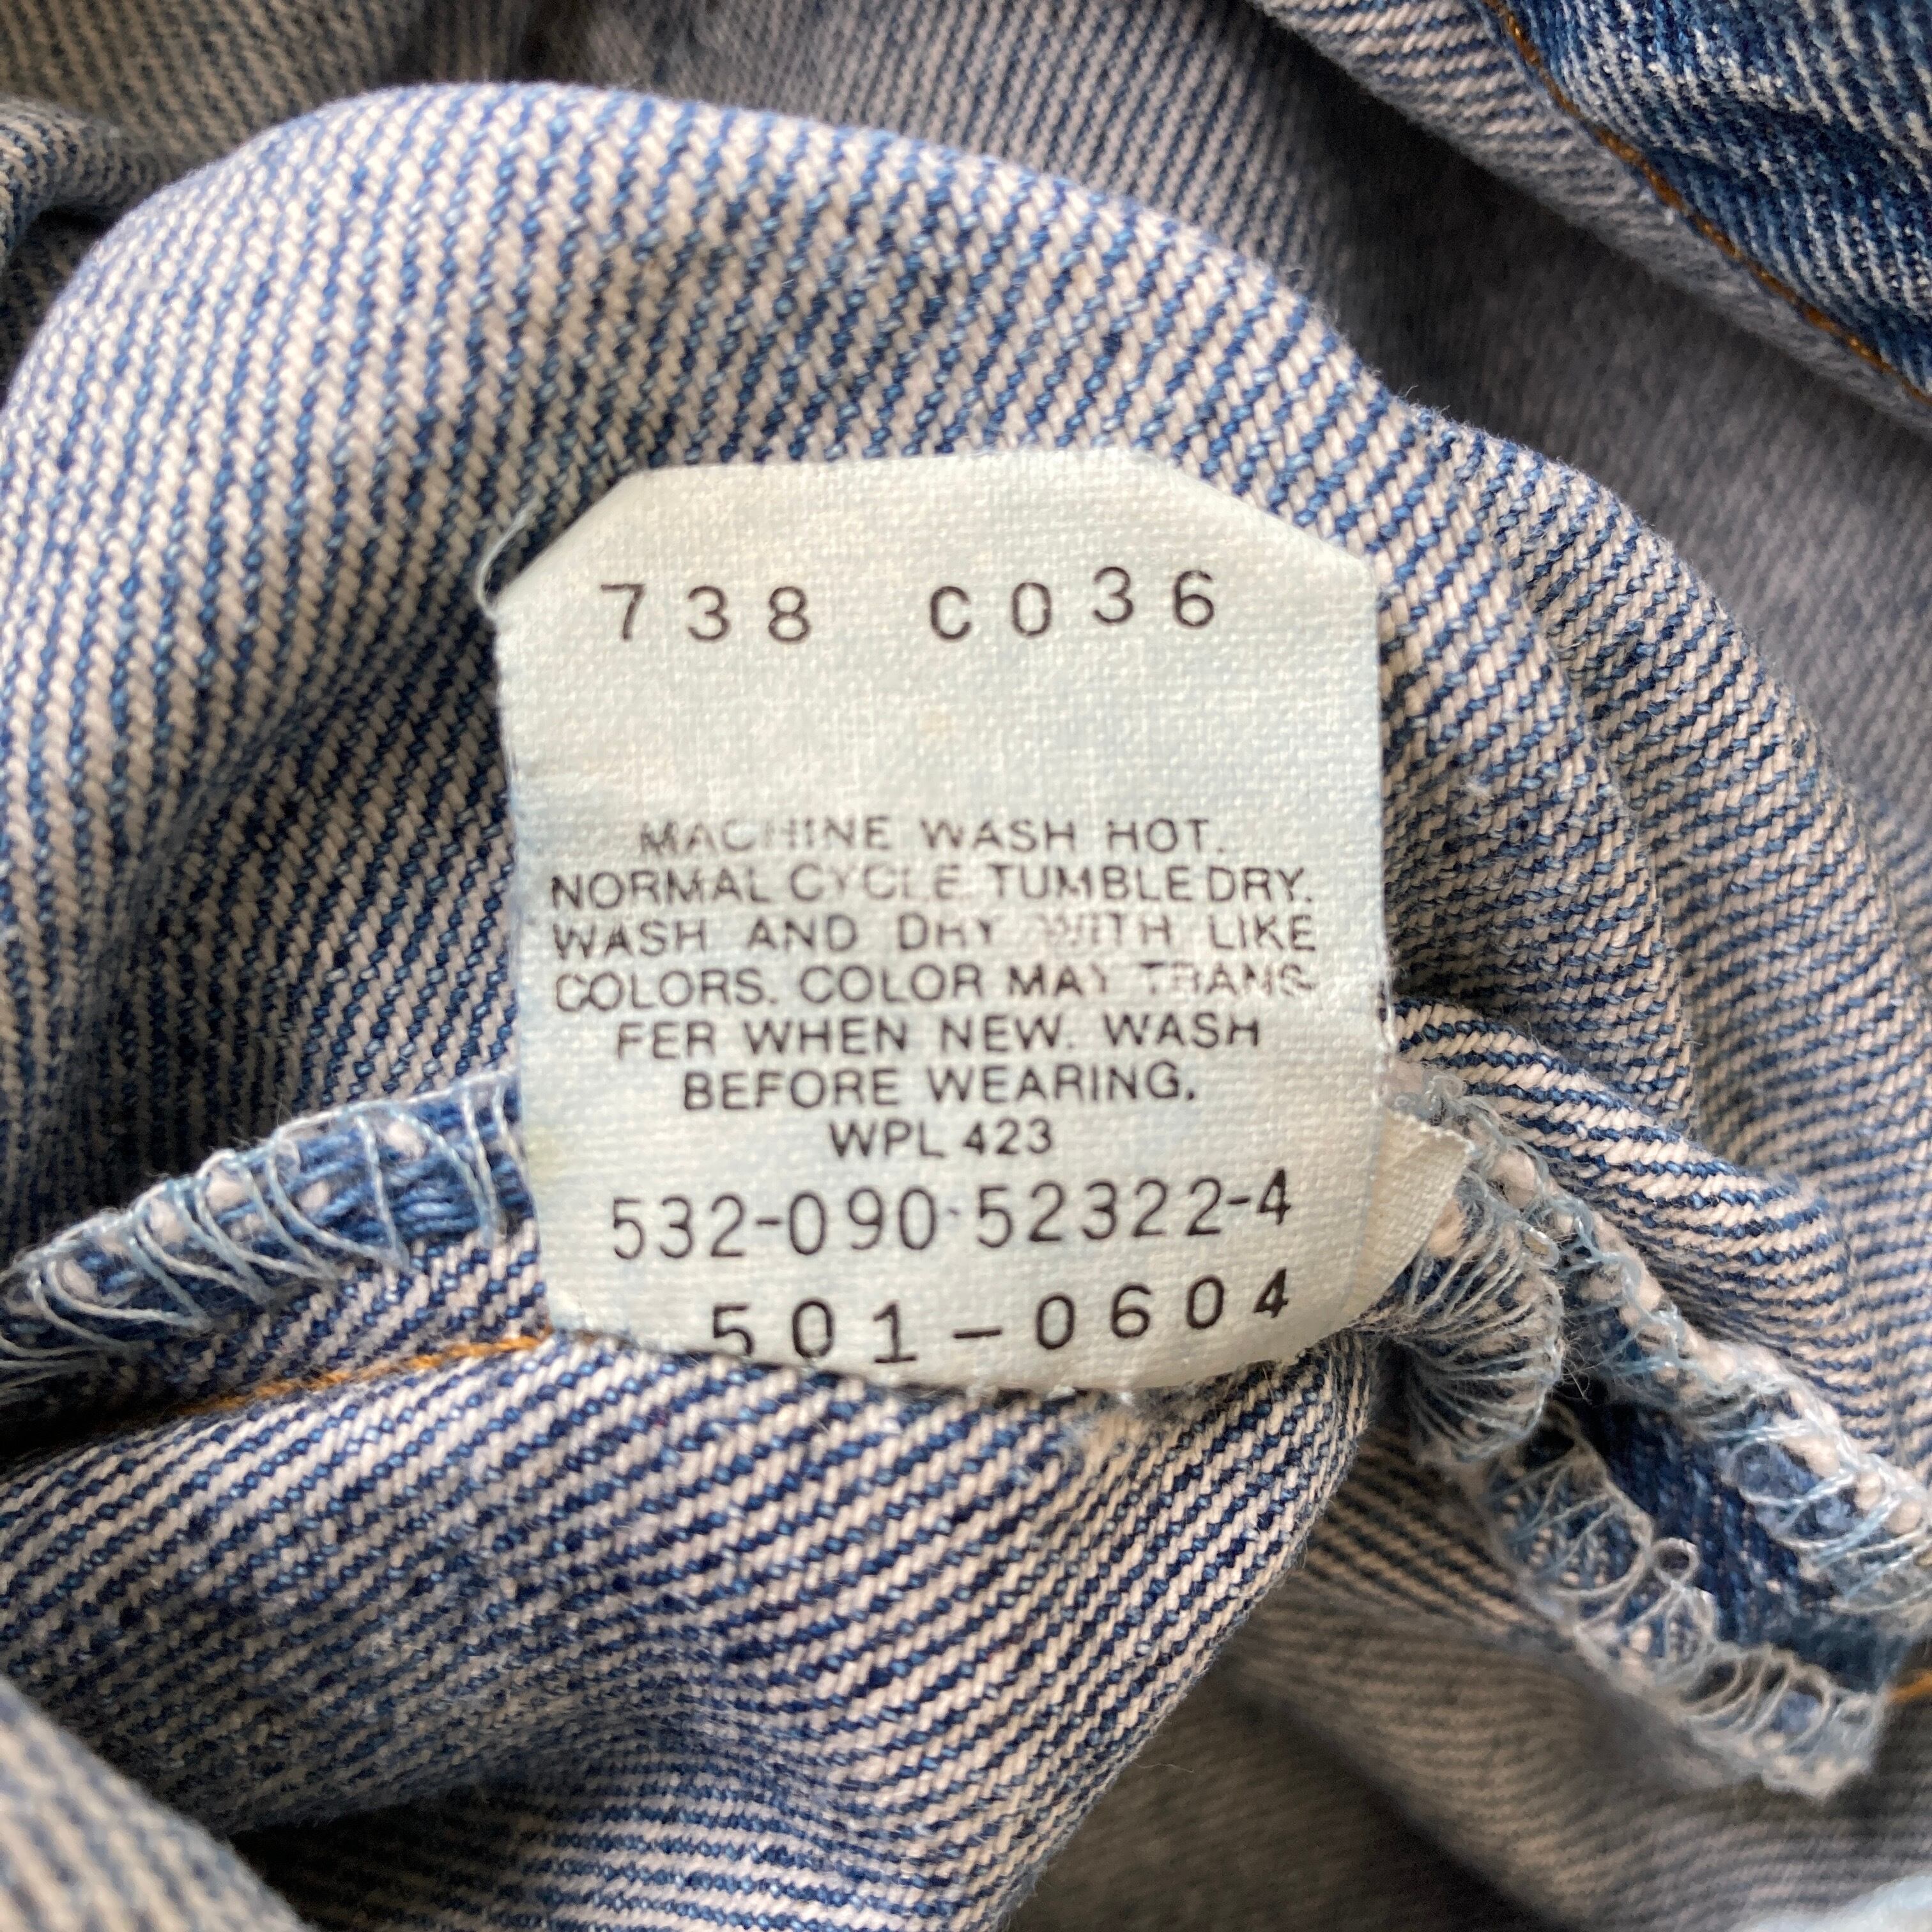 738 C036
MACHINE WASH HOT.
NORMAL CYCLE TUMBLE DRY.
WASH AND DRY WITH LIKE
COLORS. COLOR MAY TRANS-
FER WHEN NEW. WASH
BEFORE WEARING.
WPL 423
532-090-52322-4
501-0604